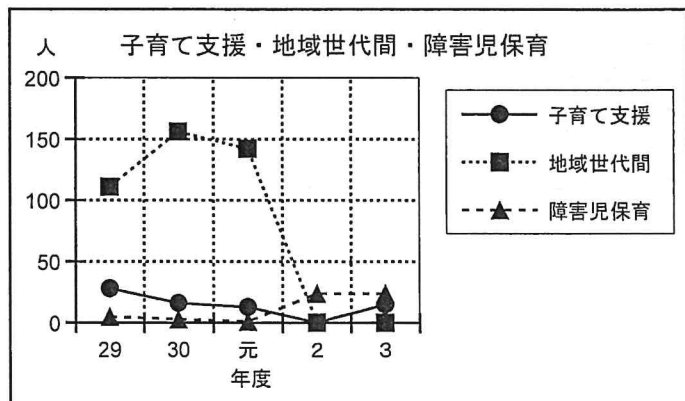 人
子育て支援・地域世代間・障害児保育
200
150
100
50
0
29 30 元 2 3
年度
子育て支援
地域世代間
障害児保育